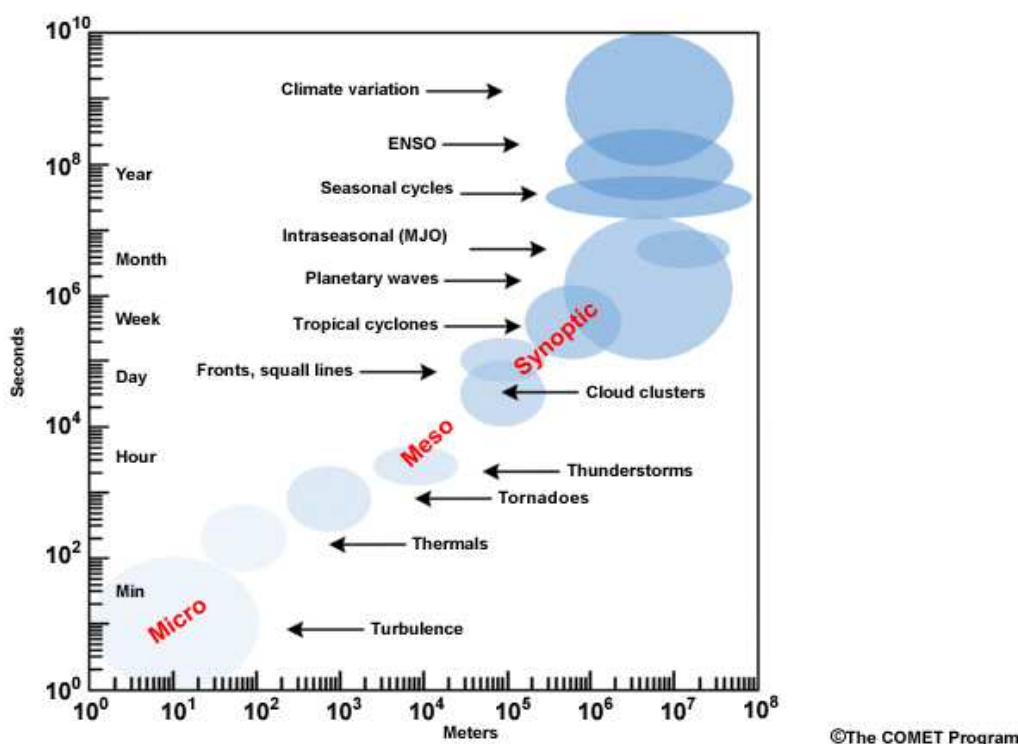 10^10
Climate variation
ENSO
10^8
Year
Seasonal cycles
Intraseasonal (MJO)
Month
Planetary waves
10^6
Week
Tropical cyclones
Synoptic
Fronts, squall lines
Day
Seconds
Cloud clusters
10^4
Meso
Hour
Thunderstorms
Tornadoes
10^2
Thermals
Min
Micro
Turbulence
10^0
10^0 10^1 10^2 10^3 10^4 10^5 10^6 10^7 10^8
Meters
©The COMET Program